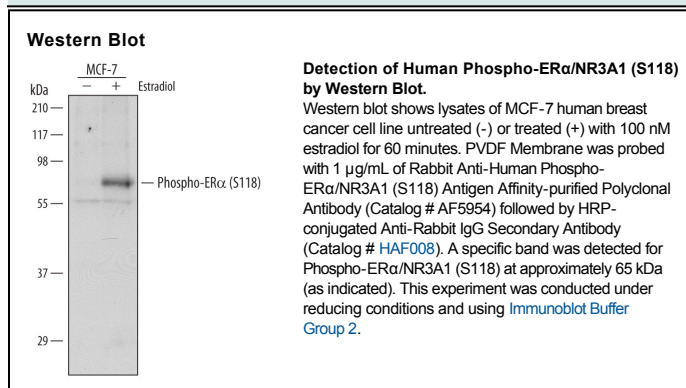 Western Blot
MCF-7
kDa − + Estradiol
210
117
98
Phospho-ERα (S118)
55
37
29
Detection of Human Phospho-ERα/NR3A1 (S118)
by Western Blot.
Western blot shows lysates of MCF-7 human breast
cancer cell line untreated (-) or treated (+) with 100 nM
estradiol for 60 minutes. PVDF Membrane was probed
with 1 µg/mL of Rabbit Anti-Human Phospho-
ERα/NR3A1 (S118) Antigen Affinity-purified Polyclonal
Antibody (Catalog # AF5954) followed by HRP-
conjugated Anti-Rabbit IgG Secondary Antibody
(Catalog # HAF008). A specific band was detected for
Phospho-ERα/NR3A1 (S118) at approximately 65 kDa
(as indicated). This experiment was conducted under
reducing conditions and using Immunoblot Buffer
Group 2.